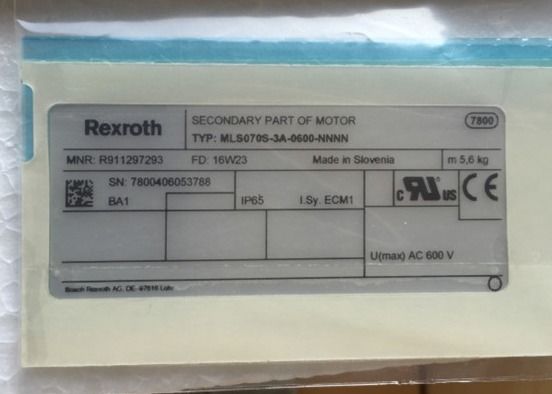 Rexroth
SECONDARY PART OF MOTOR
7800
TYP: MLS070S-3A-0600-NNNN
MNR: R911297293 FD: 16W23 Made in Slovenia m 5,6 kg
SN: 7800406053788
BA1 IP65 I.Sy. ECM1
c RU us CE
U(max) AC 600 V
Bosch Rexroth AG, DE-97816 Lohr